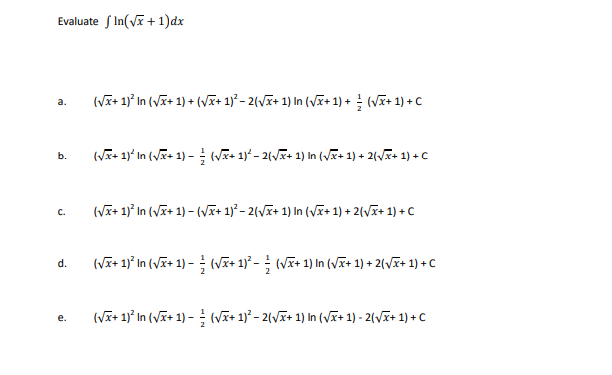 Evaluate ∫ ln(√x + 1)dx
a. (√x+ 1)² ln (√x+ 1) + (√x+ 1)² – 2(√x+ 1) ln (√x+ 1) + 1/2 (√x+ 1) + C
b. (√x+ 1)² ln (√x+ 1) – 1/2 (√x+ 1)² – 2(√x+ 1) ln (√x+ 1) + 2(√x+ 1) + C
c. (√x+ 1)² ln (√x+ 1) – (√x+ 1)² – 2(√x+ 1) ln (√x+ 1) + 2(√x+ 1) + C
d. (√x+ 1)² ln (√x+ 1) – 1/2 (√x+ 1)² – 1/2 (√x+ 1) ln (√x+ 1) + 2(√x+ 1) + C
e. (√x+ 1)² ln (√x+ 1) – 1/2 (√x+ 1)² – 2(√x+ 1) ln (√x+ 1) - 2(√x+ 1) + C